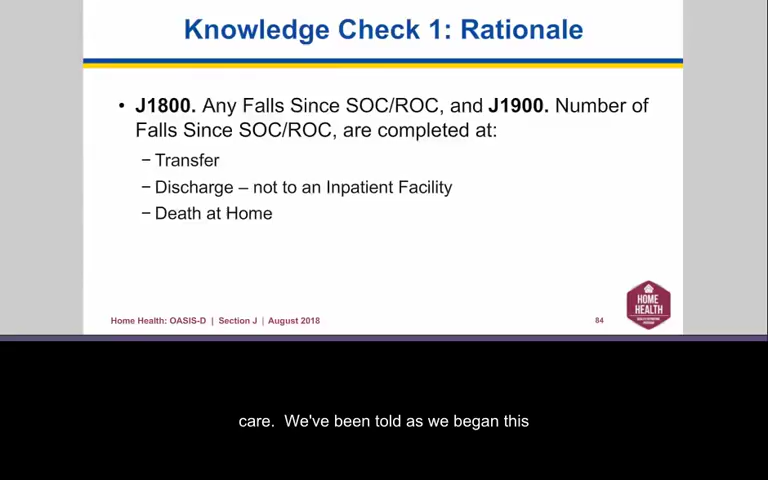 Knowledge Check 1: Rationale
• J1800. Any Falls Since SOC/ROC, and J1900. Number of
Falls Since SOC/ROC, are completed at:
− Transfer
− Discharge – not to an Inpatient Facility
− Death at Home
Home Health: OASIS-D | Section J | August 2018
84
HOME
HEALTH
care.  We've been told as we began this